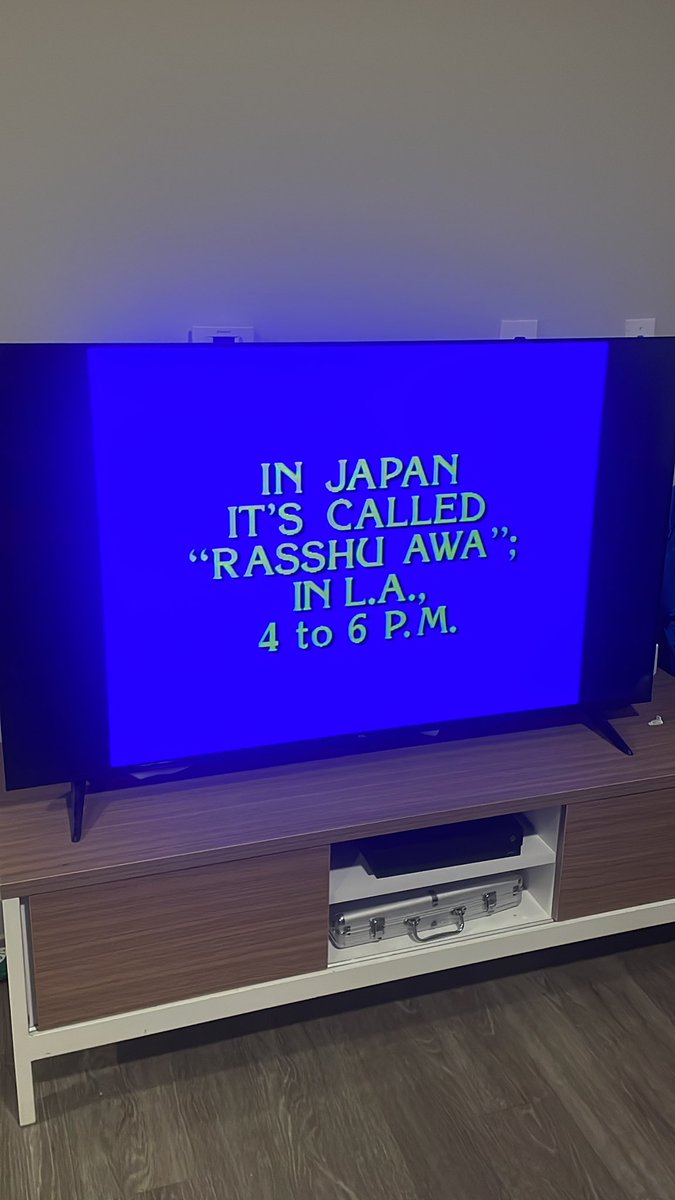 IN JAPAN
IT'S CALLED
"RASSHU AWA";
IN L.A.,
4 to 6 P.M.